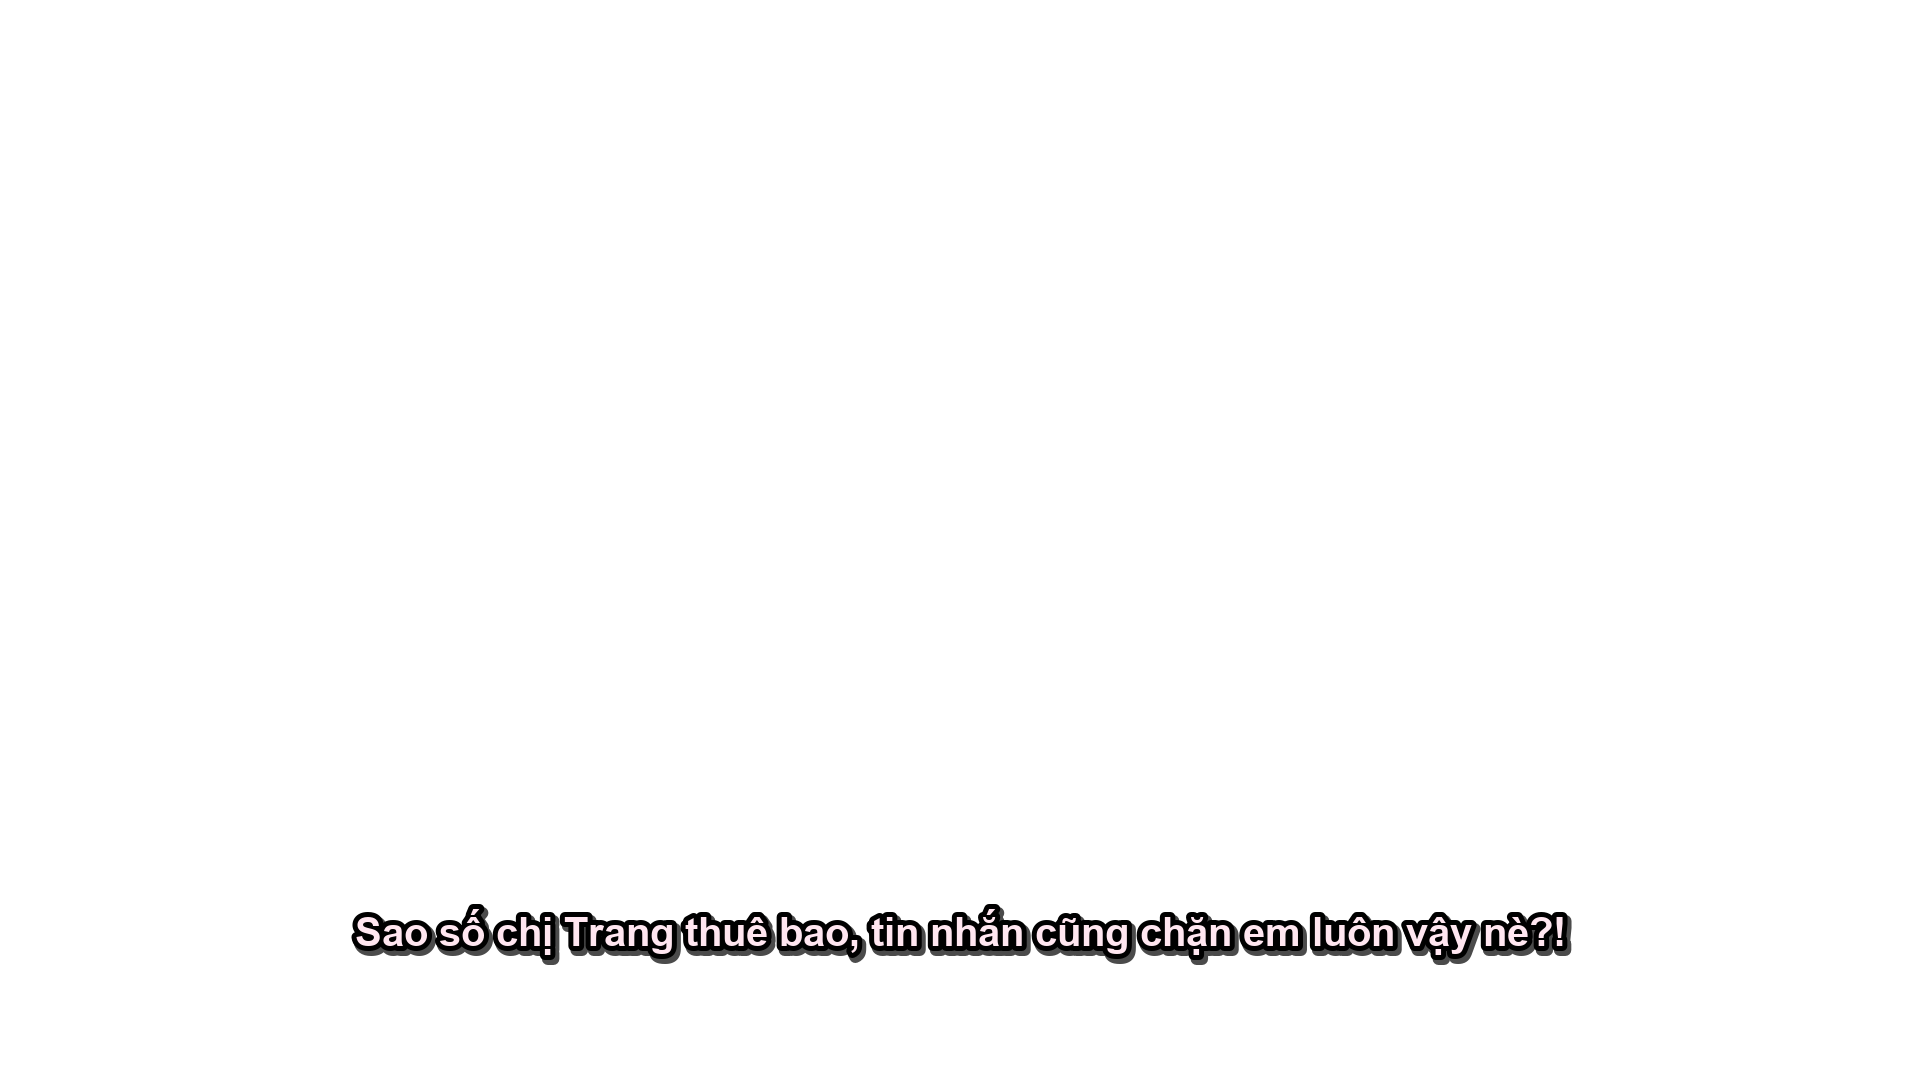 Sao số chị Trang thuê bao, tin nhắn cũng chặn em luôn vậy nè?!